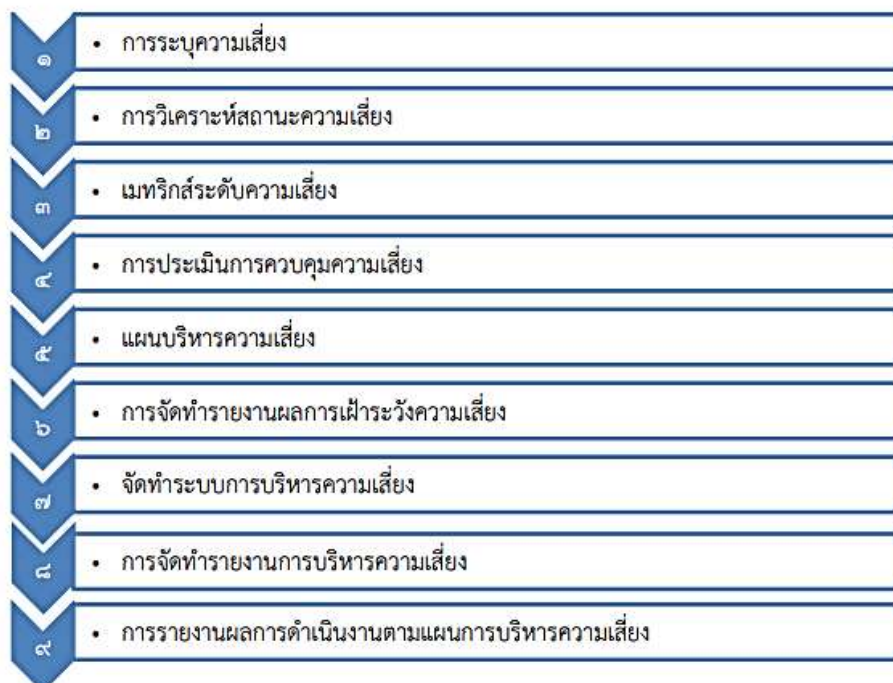 ๑ • การระบุความเสี่ยง
๒ • การวิเคราะห์สถานะความเสี่ยง
๓ • เมทริกส์ระดับความเสี่ยง
๔ • การประเมินการควบคุมความเสี่ยง
๕ • แผนบริหารความเสี่ยง
๖ • การจัดทำรายงานผลการเฝ้าระวังความเสี่ยง
๗ • จัดทำระบบการบริหารความเสี่ยง
๘ • การจัดทำรายงานการบริหารความเสี่ยง
๙ • การรายงานผลการดำเนินงานตามแผนการบริหารความเสี่ยง